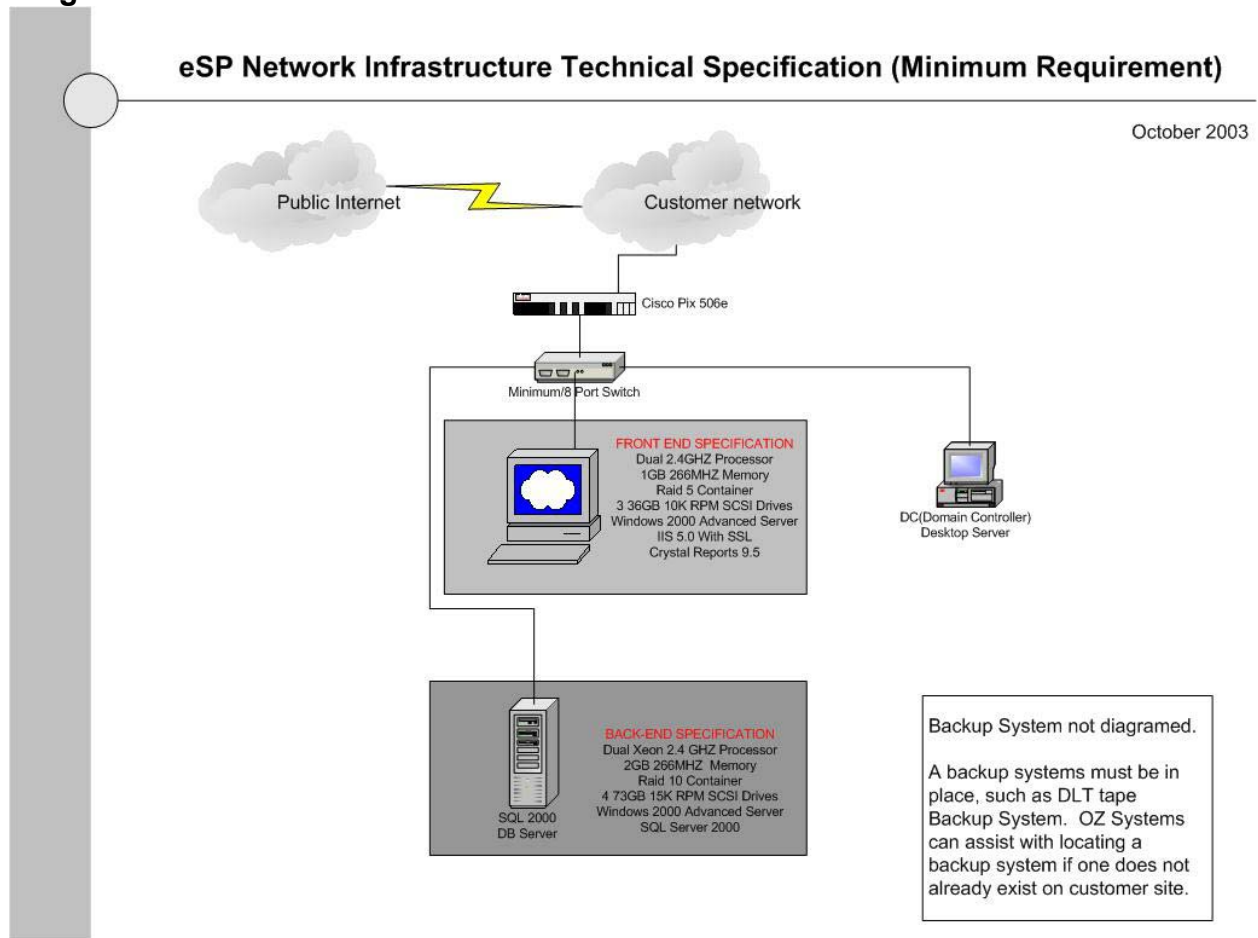 eSP Network Infrastructure Technical Specification (Minimum Requirement)
October 2003
Public Internet
Customer network
Cisco Pix 506e
Minimum/8 Port Switch
FRONT END SPECIFICATION
Dual 2.4GHZ Processor
1GB 266MHZ Memory
Raid 5 Container
3 36GB 10K RPM SCSI Drives
Windows 2000 Advanced Server
IIS 5.0 With SSL
Crystal Reports 9.5
DC(Domain Controller)
Desktop Server
SQL 2000
DB Server
BACK-END SPECIFICATION
Dual Xeon 2.4 GHZ Processor
2GB 266MHZ Memory
Raid 10 Container
4 73GB 15K RPM SCSI Drives
Windows 2000 Advanced Server
SQL Server 2000
Backup System not diagramed.
A backup systems must be in
place, such as DLT tape
Backup System. OZ Systems
can assist with locating a
backup system if one does not
already exist on customer site.